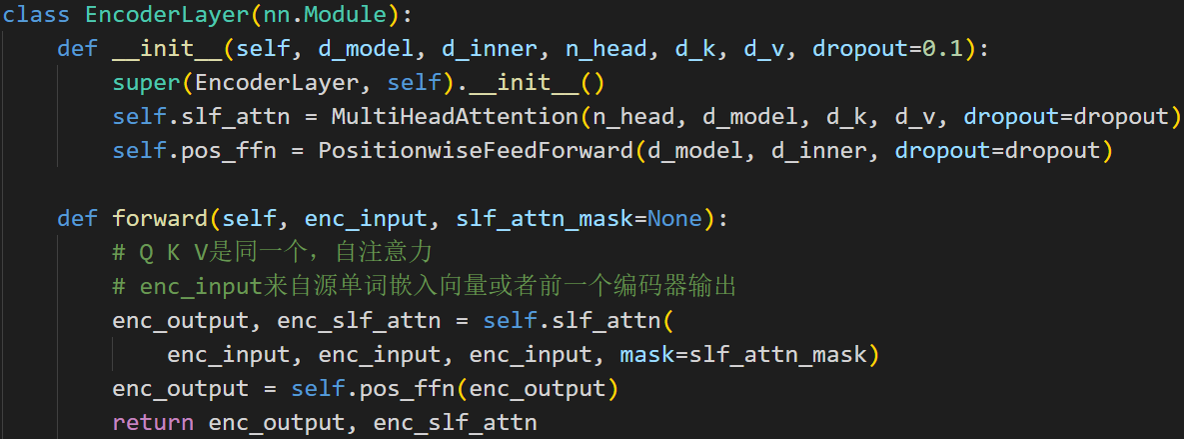 class EncoderLayer(nn.Module):
    def __init__(self, d_model, d_inner, n_head, d_k, d_v, dropout=0.1):
        super(EncoderLayer, self).__init__()
        self.slf_attn = MultiHeadAttention(n_head, d_model, d_k, d_v, dropout=dropout)
        self.pos_ffn = PositionwiseFeedForward(d_model, d_inner, dropout=dropout)

    def forward(self, enc_input, slf_attn_mask=None):
        # Q K V是同一个，自注意力
        # enc_input来自源单词嵌入向量或者前一个编码器输出
        enc_output, enc_slf_attn = self.slf_attn(
            enc_input, enc_input, enc_input, mask=slf_attn_mask)
        enc_output = self.pos_ffn(enc_output)
        return enc_output, enc_slf_attn